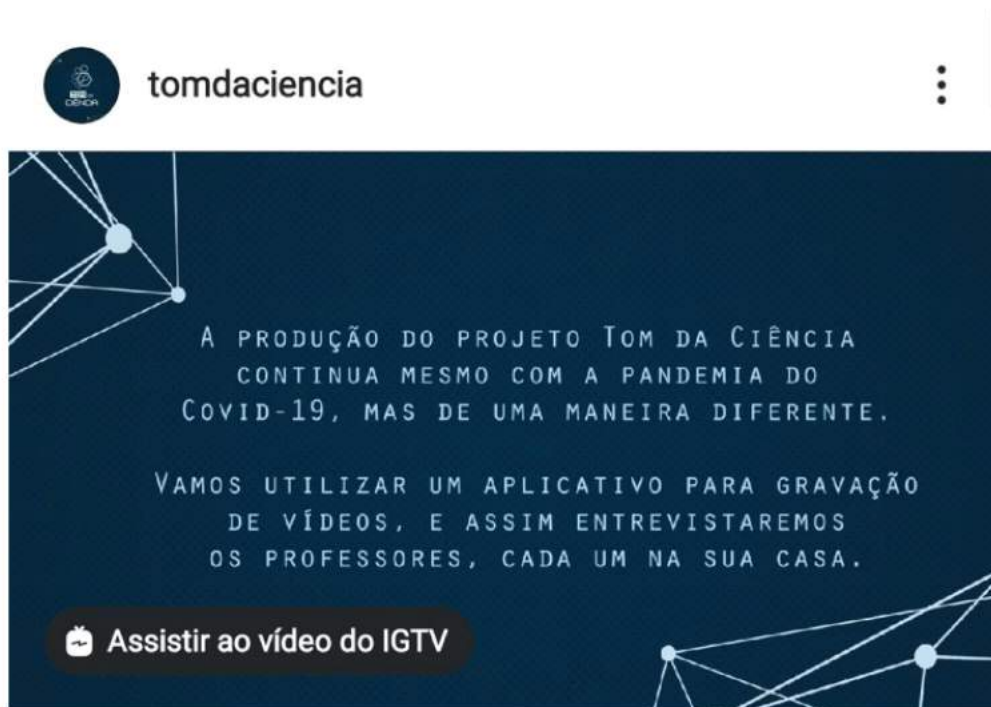 tomdaciencia
CIÊNCIA
A PRODUÇÃO DO PROJETO TOM DA CIÊNCIA
CONTINUA MESMO COM A PANDEMIA DO
COVID-19, MAS DE UMA MANEIRA DIFERENTE.
VAMOS UTILIZAR UM APLICATIVO PARA GRAVAÇÃO
DE VÍDEOS, E ASSIM ENTREVISTAREMOS
OS PROFESSORES, CADA UM NA SUA CASA.
Assistir ao vídeo do IGTV